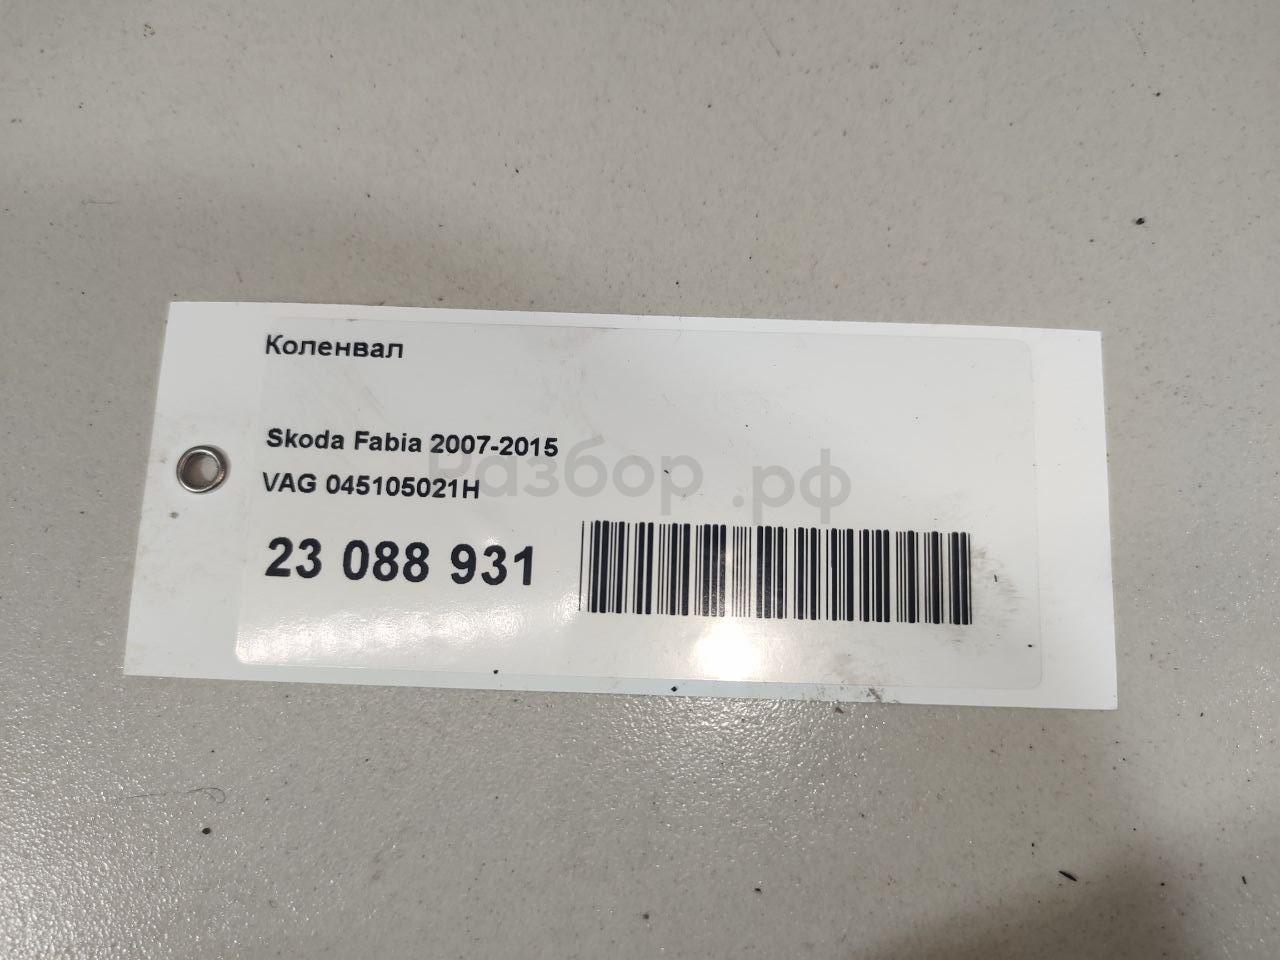 Коленвал
Skoda Fabia 2007-2015
Разбор.рф
VAG 045105021H
23 088 931